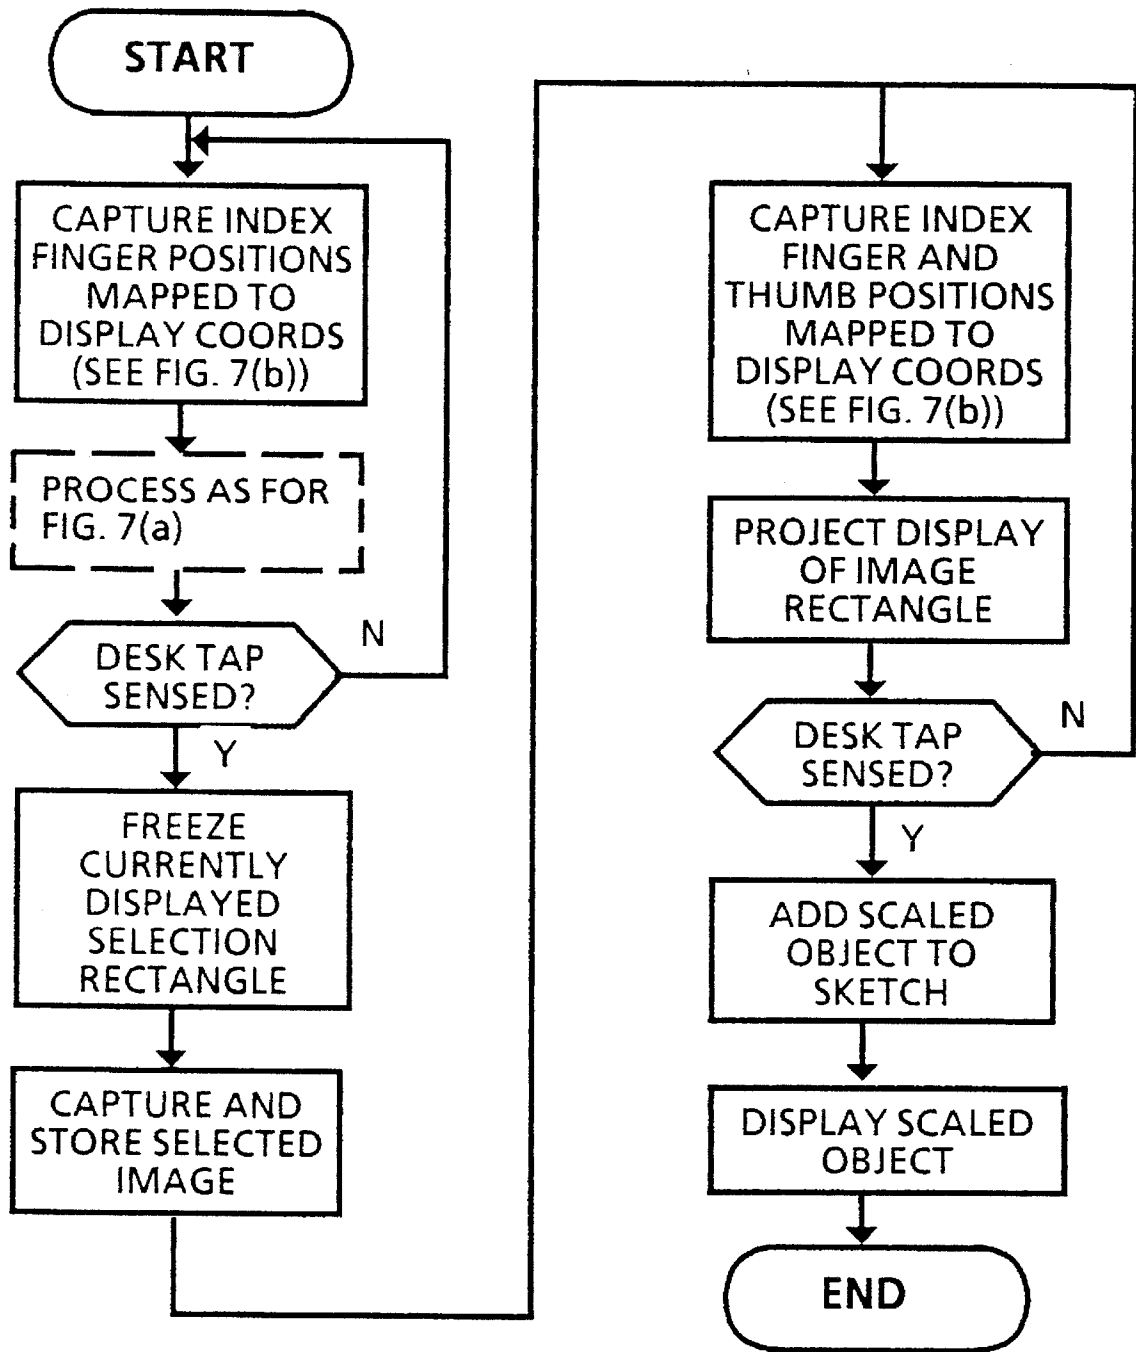 START
CAPTURE INDEX
FINGER POSITIONS
MAPPED TO
DISPLAY COORDS
(SEE FIG. 7(b))
PROCESS AS FOR
FIG. 7(a)
DESK TAP
SENSED?
N
Y
FREEZE
CURRENTLY
DISPLAYED
SELECTION
RECTANGLE
CAPTURE AND
STORE SELECTED
IMAGE
CAPTURE INDEX
FINGER AND
THUMB POSITIONS
MAPPED TO
DISPLAY COORDS
(SEE FIG. 7(b))
PROJECT DISPLAY
OF IMAGE
RECTANGLE
DESK TAP
SENSED?
N
Y
ADD SCALED
OBJECT TO
SKETCH
DISPLAY SCALED
OBJECT
END